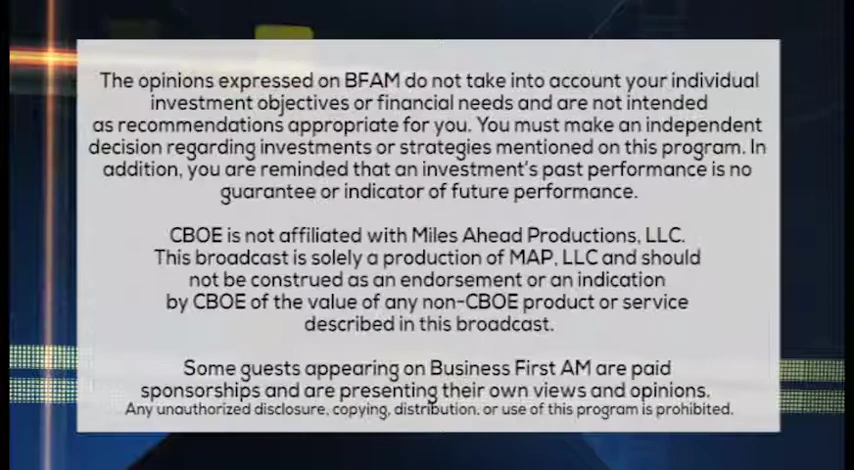 The opinions expressed on BFAM do not take into account your individual
investment objectives or financial needs and are not intended
as recommendations appropriate for you. You must make an independent
decision regarding investments or strategies mentioned on this program. In
addition, you are reminded that an investment's past performance is no
guarantee or indicator of future performance.
CBOE is not affiliated with Miles Ahead Productions, LLC.
This broadcast is solely a production of MAP, LLC and should
not be construed as an endorsement or an indication
by CBOE of the value of any non-CBOE product or service
described in this broadcast.
Some guests appearing on Business First AM are paid
sponsorships and are presenting their own views and opinions.
Any unauthorized disclosure, copying, distribution, or use of this program is prohibited.